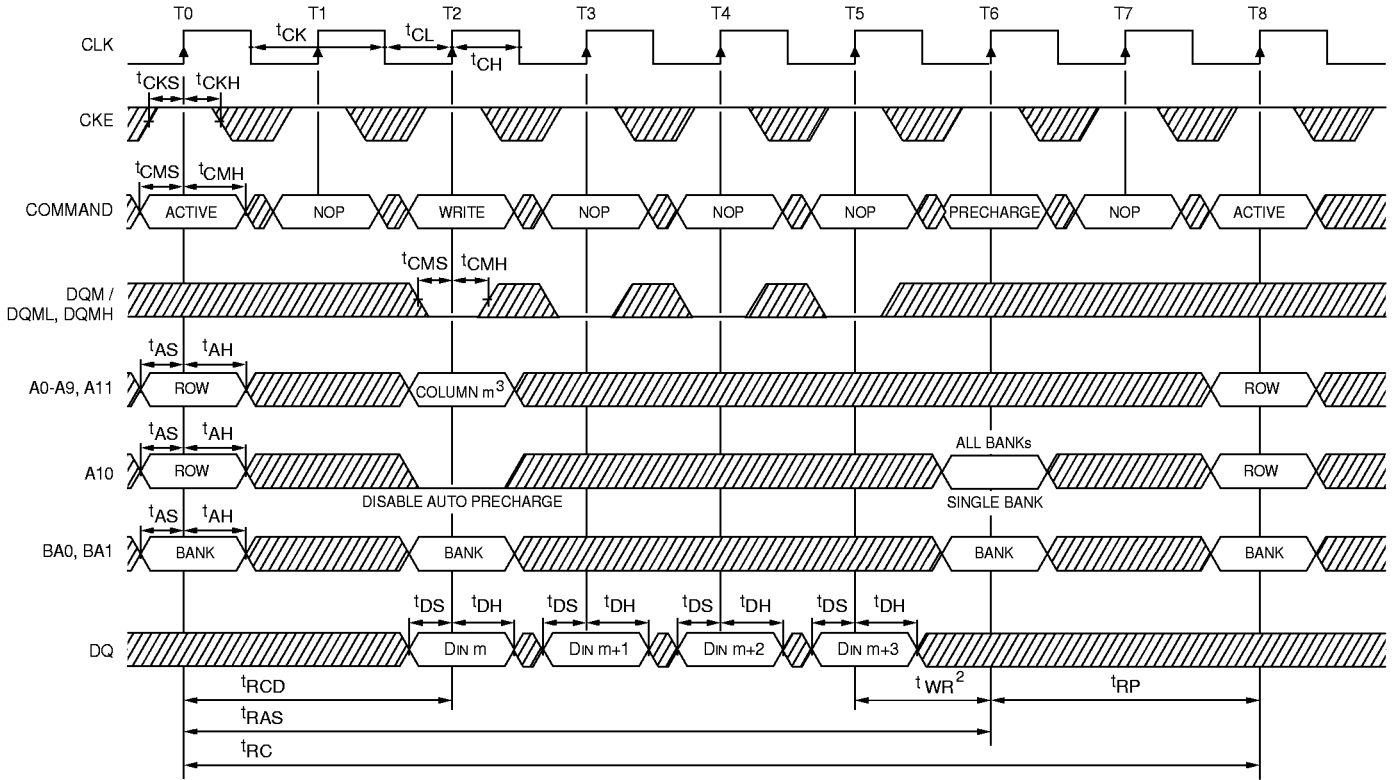 T0 T1 T2 T3 T4 T5 T6 T7 T8
CLK
tCK tCL
tCH
tCKS tCKH
CKE
tCMS tCMH
COMMAND ACTIVE NOP WRITE NOP NOP NOP PRECHARGE NOP ACTIVE
tCMS tCMH
DQM /
DQML, DQMH
tAS tAH
A0-A9, A11 ROW COLUMN m3 ROW
tAS tAH
ALL BANKs
A10 ROW ROW
DISABLE AUTO PRECHARGE SINGLE BANK
tAS tAH
BA0, BA1 BANK BANK BANK BANK
tDS tDH tDS tDH tDS tDH tDS tDH
DQ DIN m DIN m+1 DIN m+2 DIN m+3
tRCD tWR2 tRP
tRAS
tRC